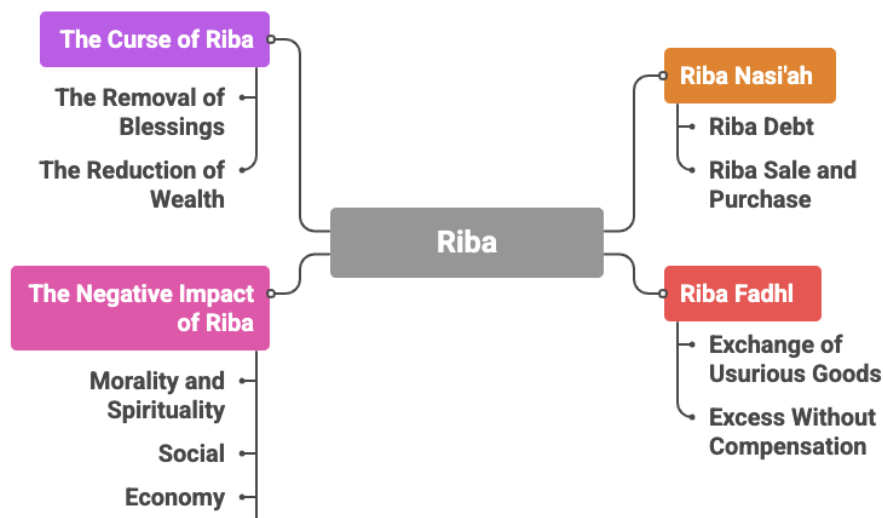 The Curse of Riba
The Removal of
Blessings
The Reduction of
Wealth
The Negative Impact
of Riba
Morality and
Spirituality
Social
Economy
Riba
Riba Nasi'ah
Riba Debt
Riba Sale and
Purchase
Riba Fadhl
Exchange of
Usurious Goods
Excess Without
Compensation